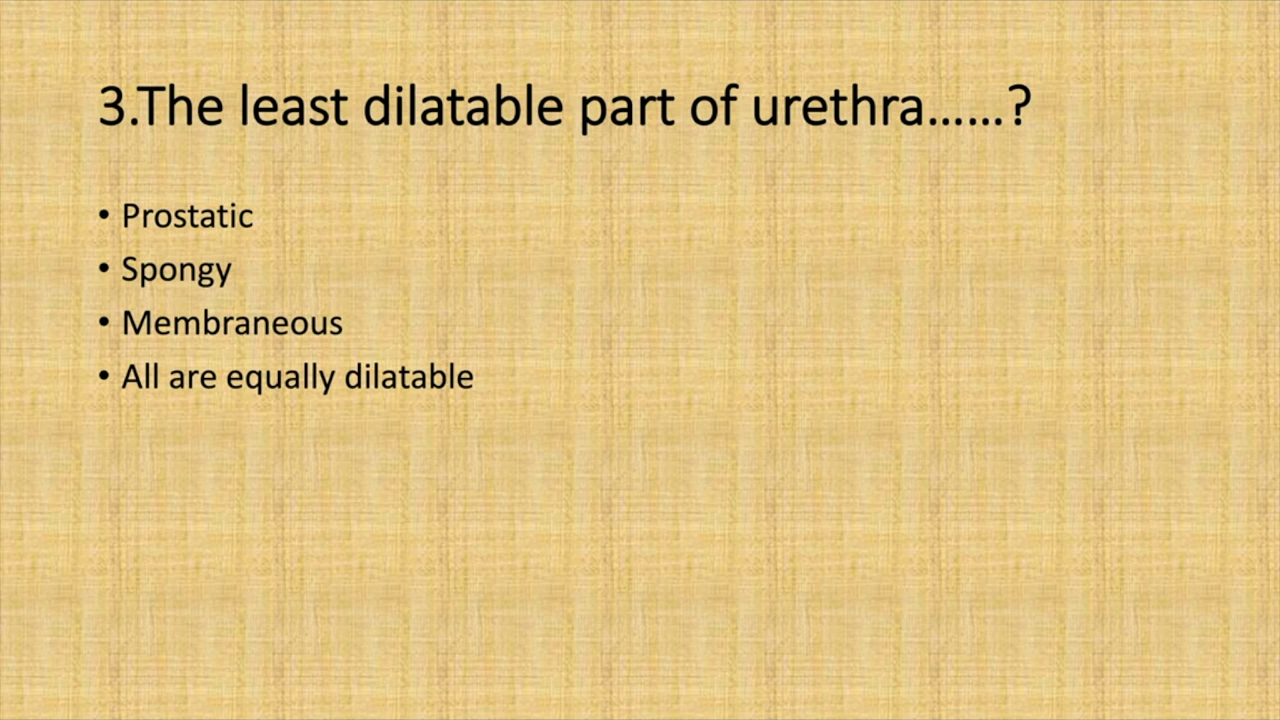 3.The least dilatable part of urethra……?
• Prostatic
• Spongy
• Membraneous
• All are equally dilatable